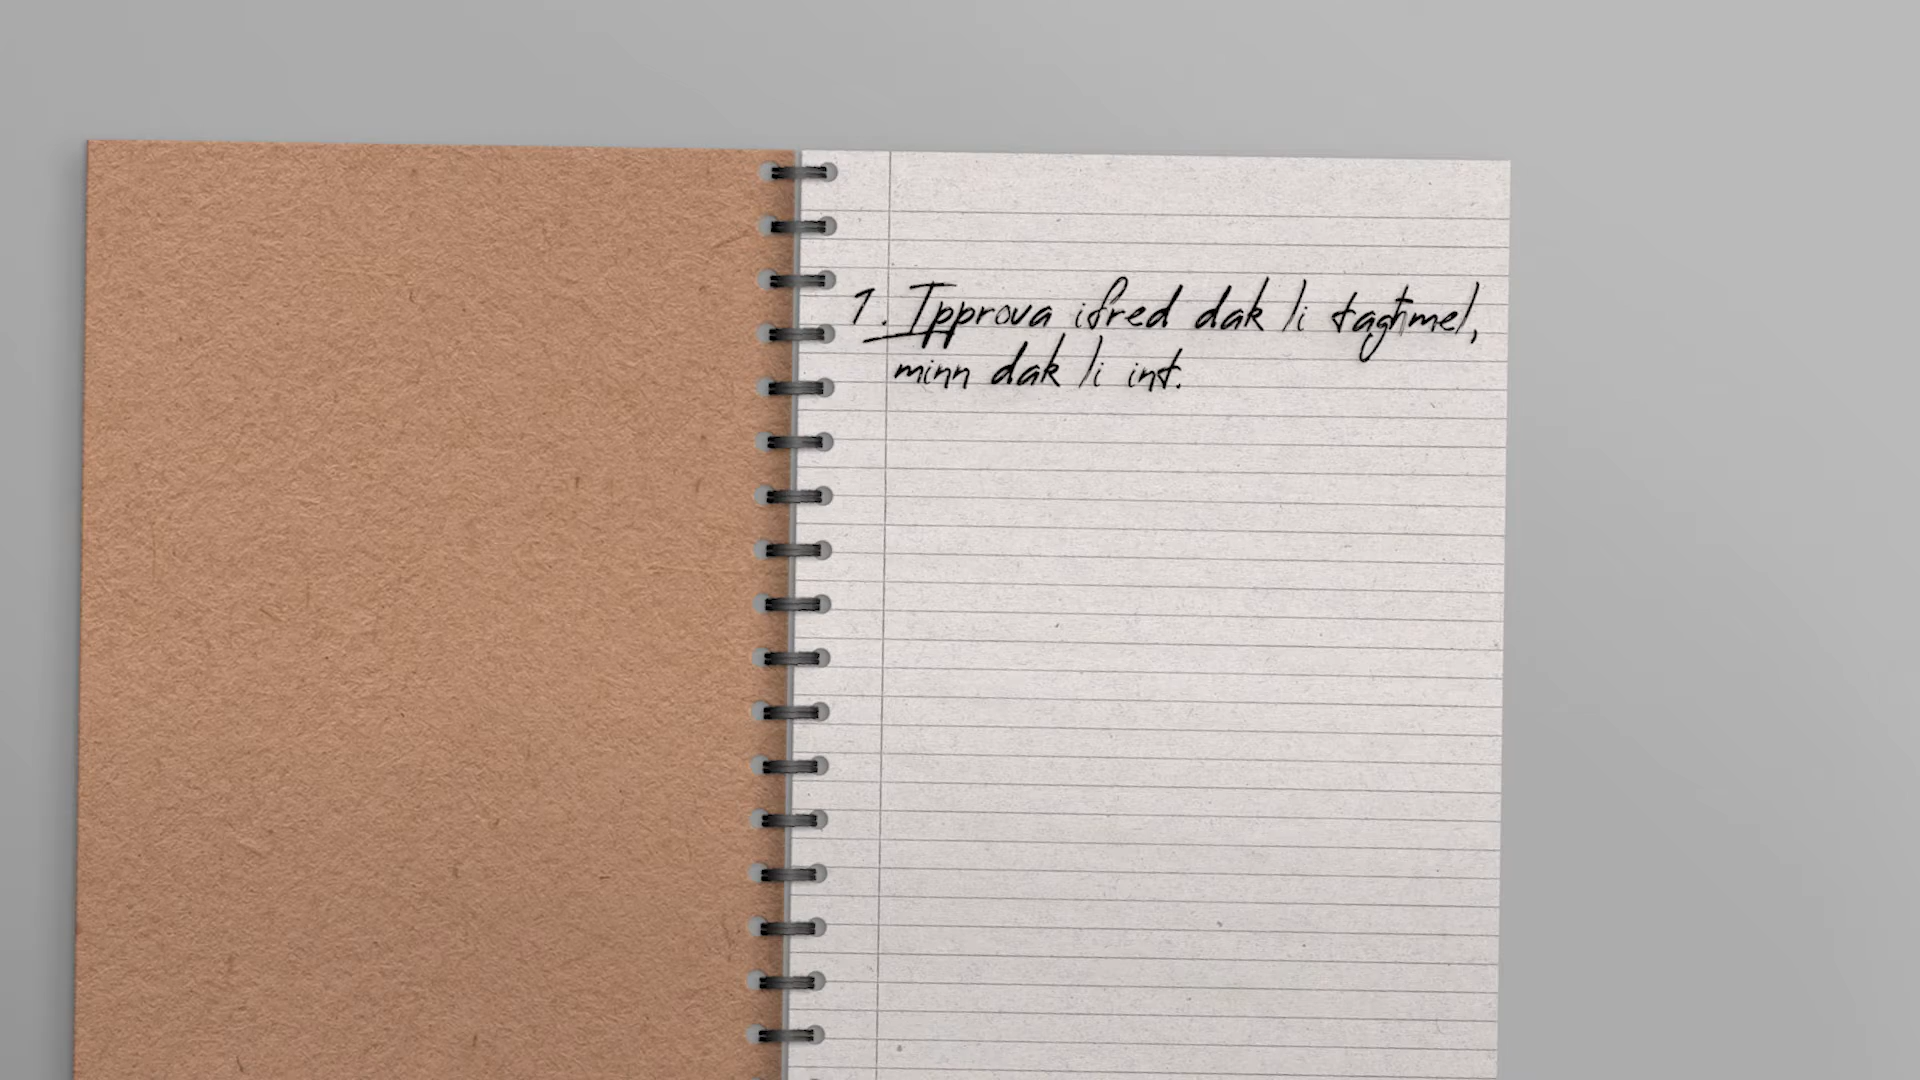 1. Ipprova ifred dak li tagħmel,
minn dak li int.